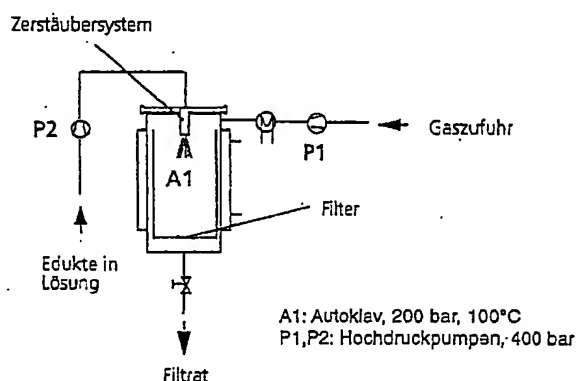 Zerstäubersystem
P2
A1
P1
Gaszufuhr
Filter
Edukte in
Lösung
A1: Autoklav, 200 bar, 100°C
P1,P2: Hochdruckpumpen, 400 bar
Filtrat